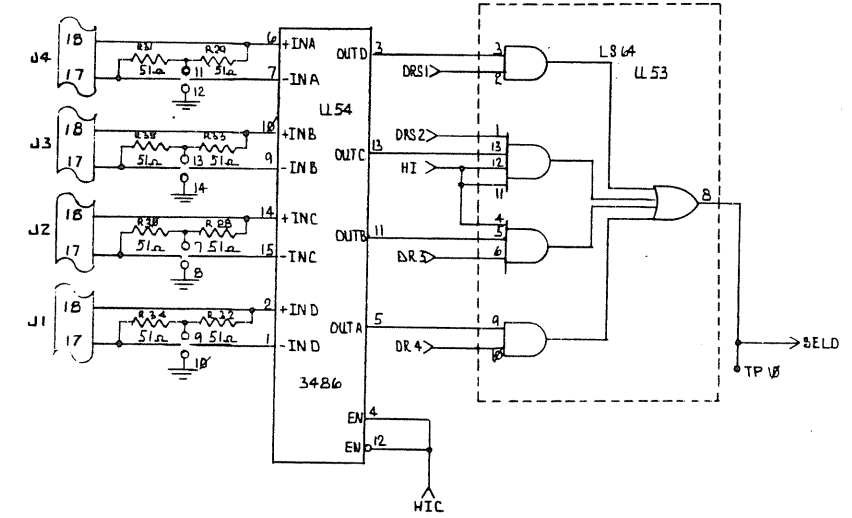 J4
18
17
R31
51Ω
R29
51Ω
11
12
6
7
+INA
-INA
J3
18
17
R35
51Ω
R33
51Ω
13
14
10
9
+INB
-INB
J2
18
17
51Ω
51Ω
7
8
14
15
+INC
-INC
J1
18
17
R34
51Ω
R32
51Ω
9
10
2
1
+IND
-IND
U54
3486
OUTD 3
OUTC 13
OUTB 11
OUTA 5
EN 4
EN 12
HIC
DRS1
3
2
DRS2
HI
1
13
12
11
4
5
6
DR3
DR4
9
10
LS64
U53
8
SELD
TP10